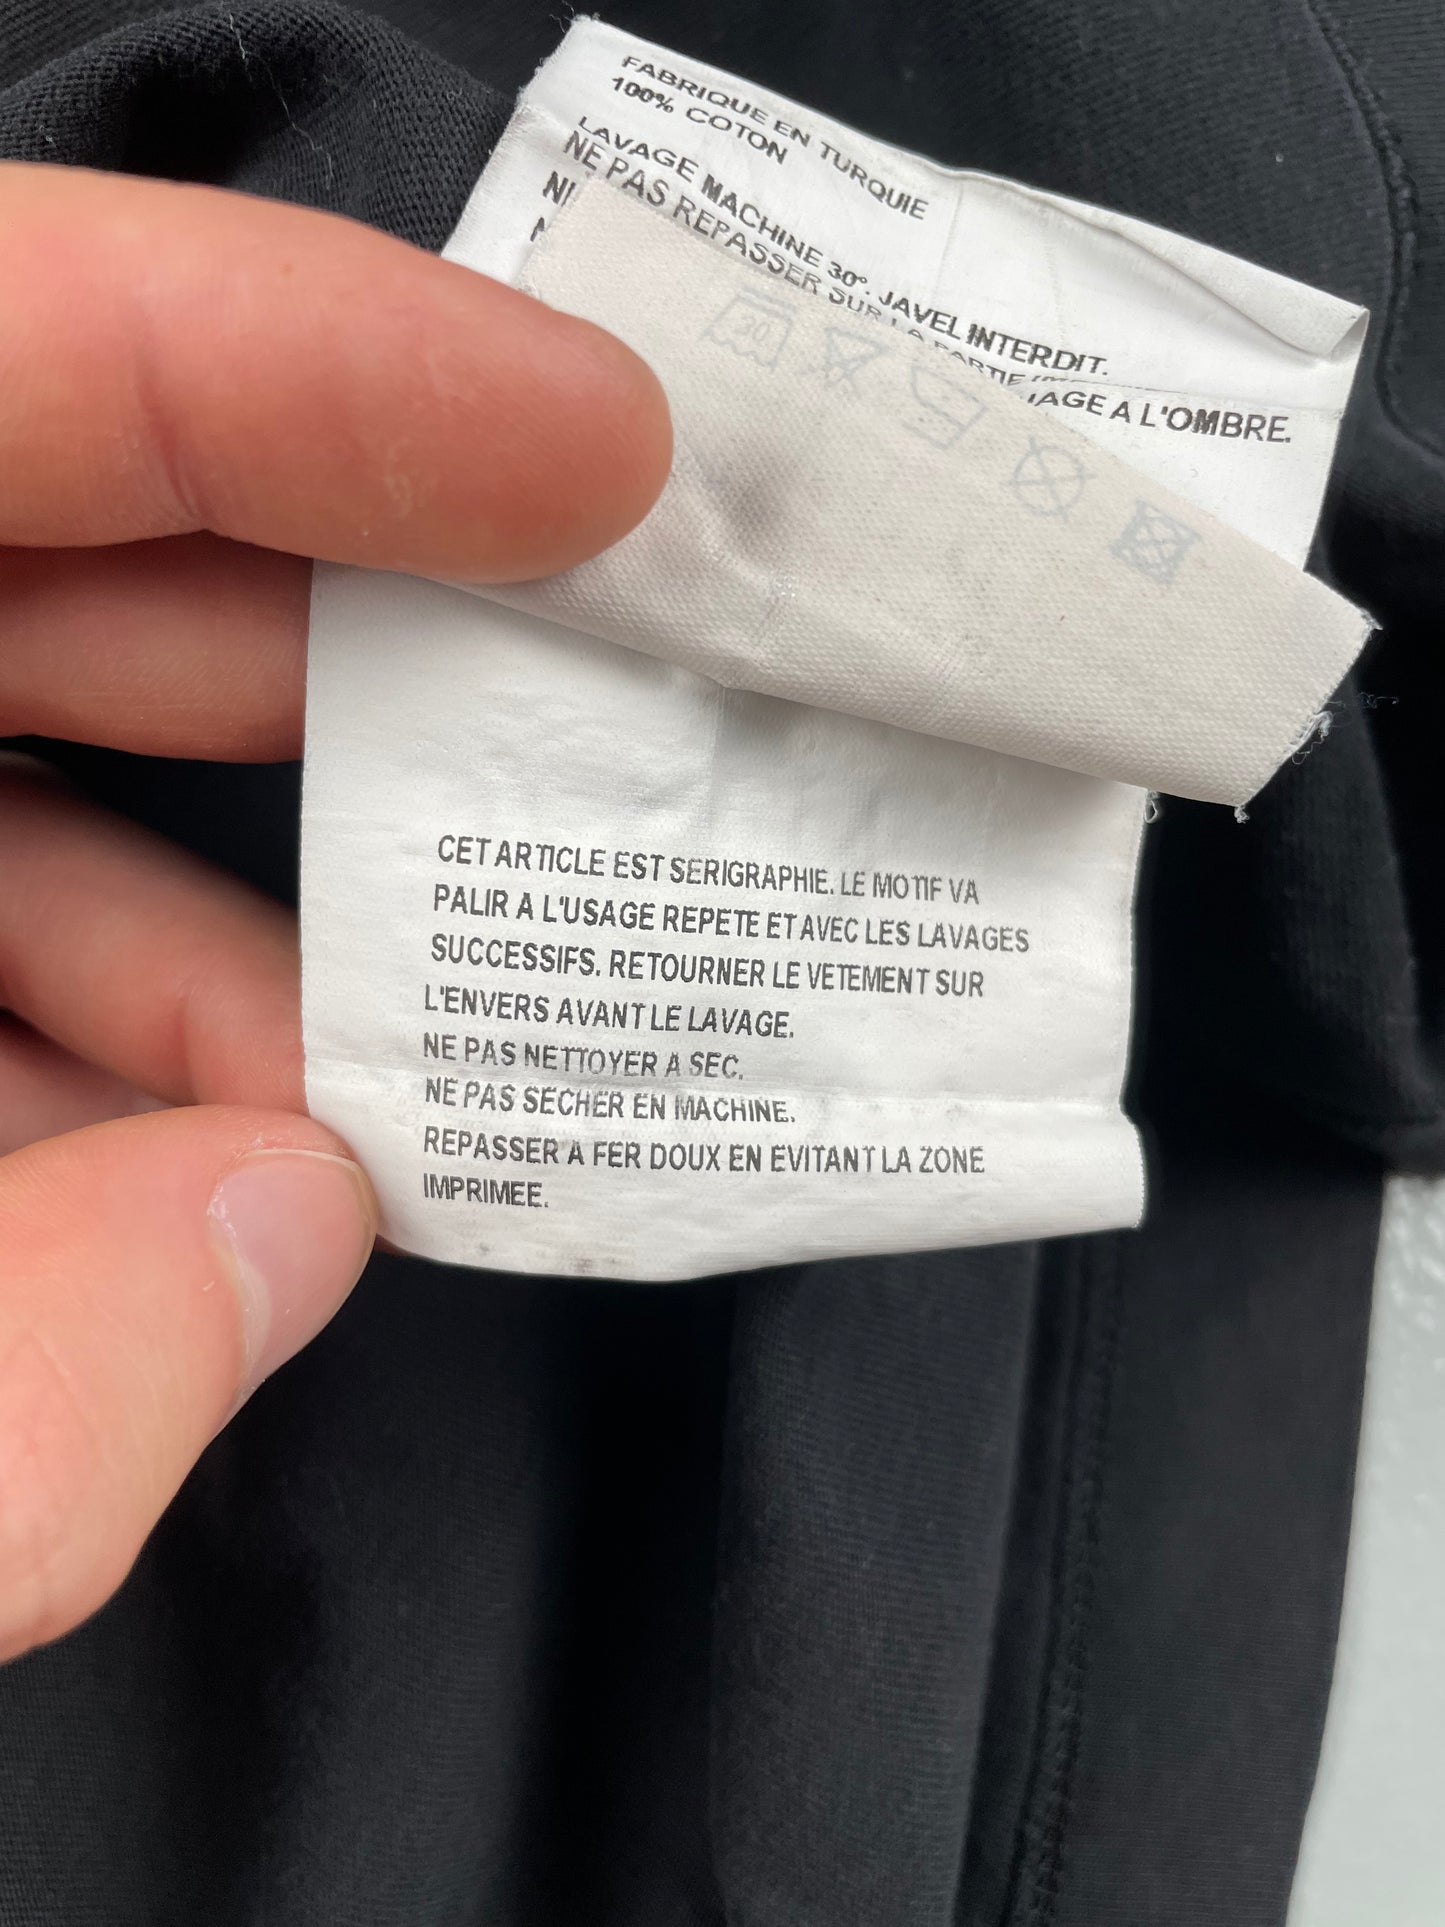 FABRIQUE EN TURQUIE
100% COTON
LAVAGE MACHINE 30°. JAVEL INTERDIT.
NE PAS REPASSER SUR LA PARTIE
A L'OMBRE.
30
CET ARTICLE EST SERIGRAPHIE. LE MOTIF VA
PALIR A L'USAGE REPETE ET AVEC LES LAVAGES
SUCCESSIFS. RETOURNER LE VETEMENT SUR
L'ENVERS AVANT LE LAVAGE.
NE PAS NETTOYER A SEC.
NE PAS SECHER EN MACHINE.
REPASSER A FER DOUX EN EVITANT LA ZONE
IMPRIMEE.